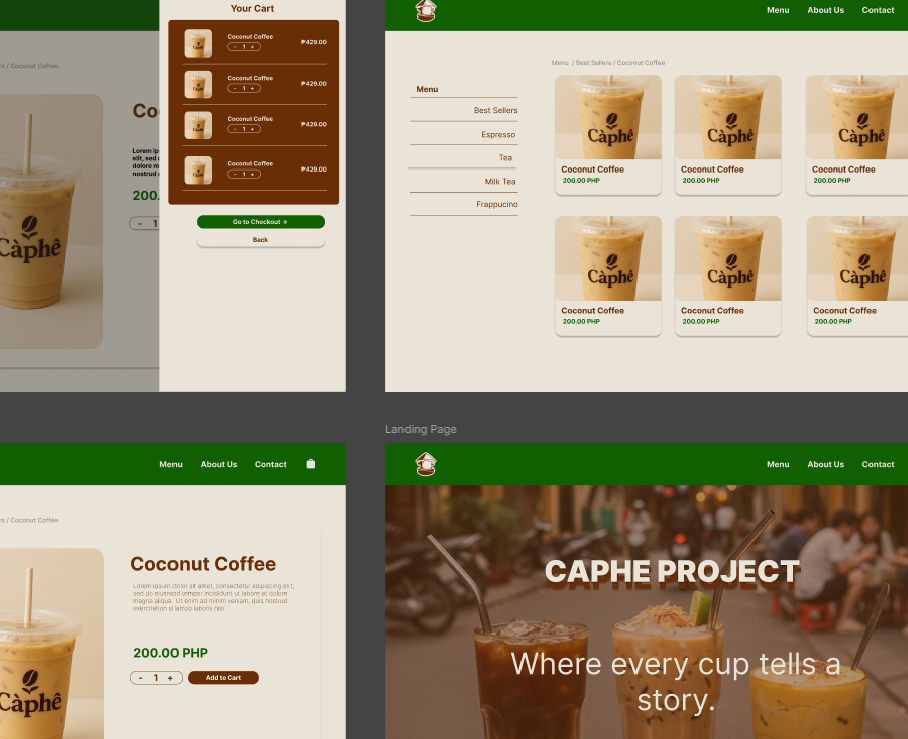 Your Cart
Coconut Coffee
- 1 +
₱429.00
Coconut Coffee
- 1 +
₱429.00
Coconut Coffee
- 1 +
₱429.00
Coconut Coffee
- 1 +
₱429.00
Go to Checkout →
Back
rs / Coconut Coffee
Co
Lorem ip
elit, sed d
dolore m
nostrud e
200.
- 1
Càphê
Menu About Us Contact
Menu / Best Sellers / Coconut Coffee
Menu
Best Sellers
Espresso
Tea
Milk Tea
Frappucino
Càphê Càphê Càphê
Coconut Coffee Coconut Coffee Coconut Coffee
200.00 PHP 200.00 PHP 200.00 PHP
Càphê Càphê Càphê
Coconut Coffee Coconut Coffee Coconut Coffee
200.00 PHP 200.00 PHP 200.00 PHP
Menu About Us Contact
rs / Coconut Coffee
Càphê
Coconut Coffee
Lorem ipsum dolor sit amet, consectetur adipiscing elit,
sed do eiusmod tempor incididunt ut labore et dolore
magna aliqua. Ut enim ad minim veniam, quis nostrud
exercitation ullamco laboris nisi
200.00 PHP
- 1 +
Add to Cart
Landing Page
Menu About Us Contact
CAPHE PROJECT
Where every cup tells a
story.